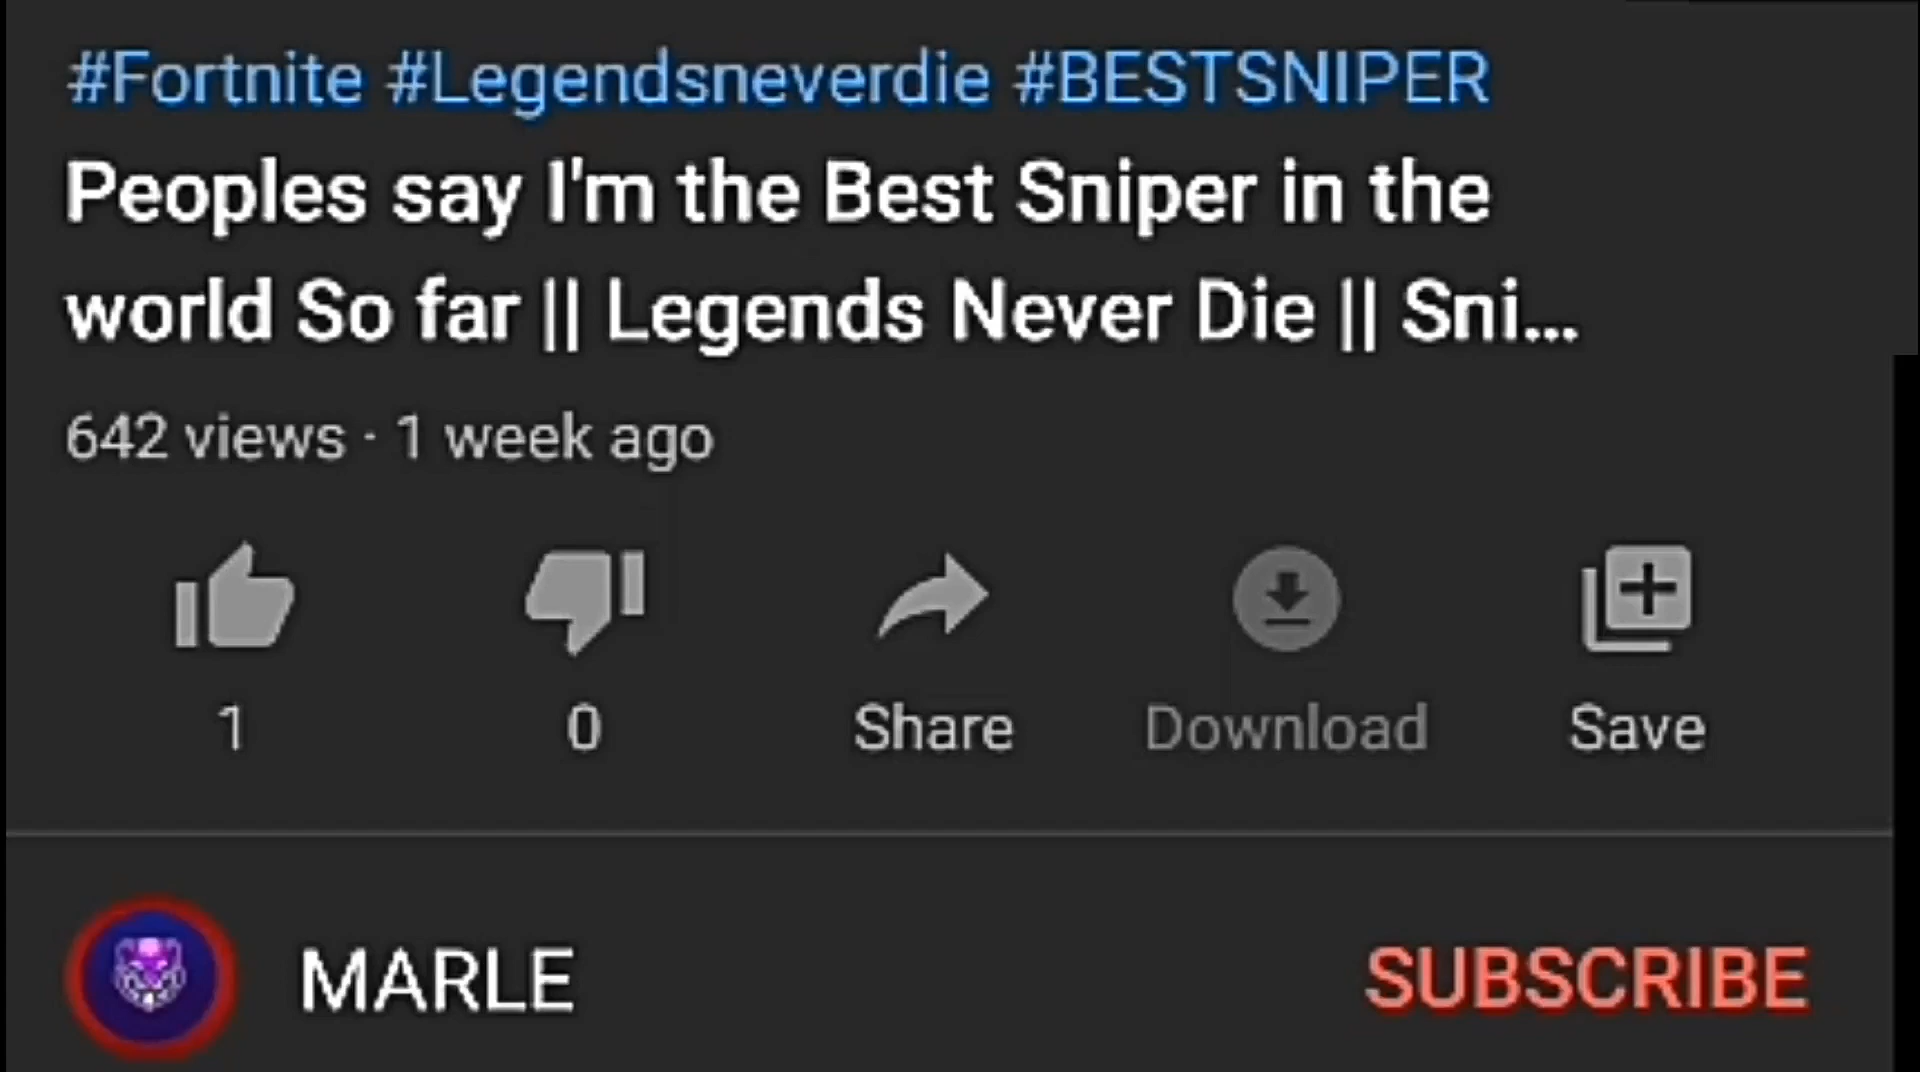 #Fortnite #Legendsneverdie #BESTSNIPER
Peoples say I'm the Best Sniper in the
world So far || Legends Never Die || Sni...
642 views · 1 week ago
1 0 Share Download Save
MARLE SUBSCRIBE